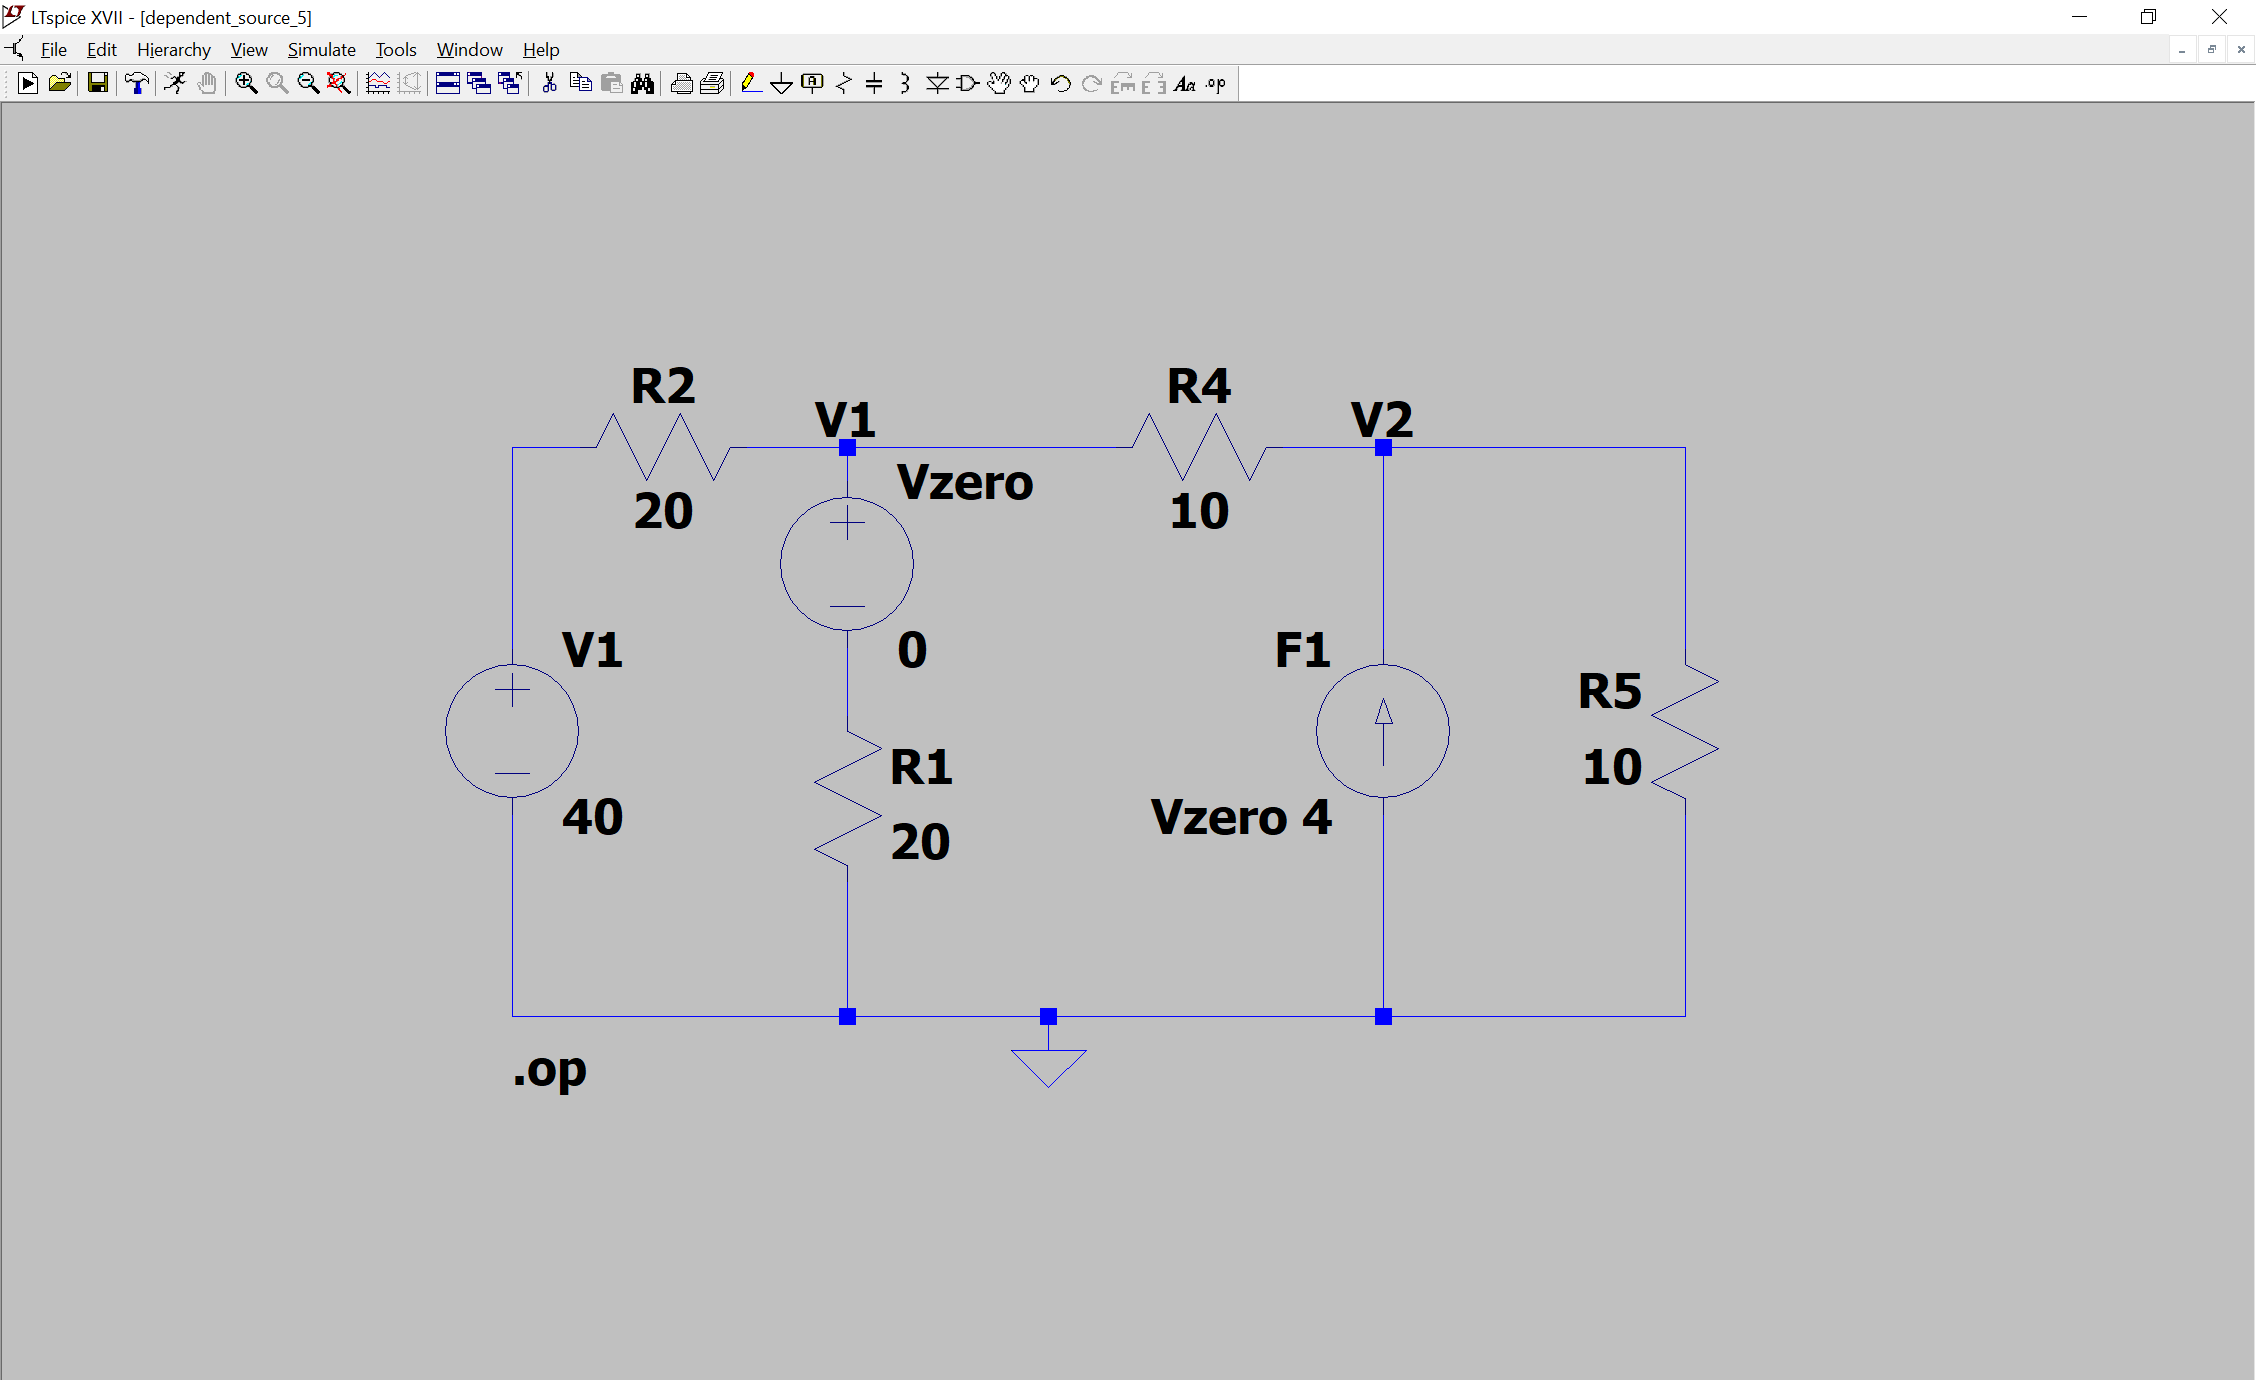 LTspice XVII - [dependent_source_5]
File Edit Hierarchy View Simulate Tools Window Help
.op
R2
20
V1
Vzero
0
R4
10
V2
V1
40
R1
20
F1
Vzero 4
R5
10
.op